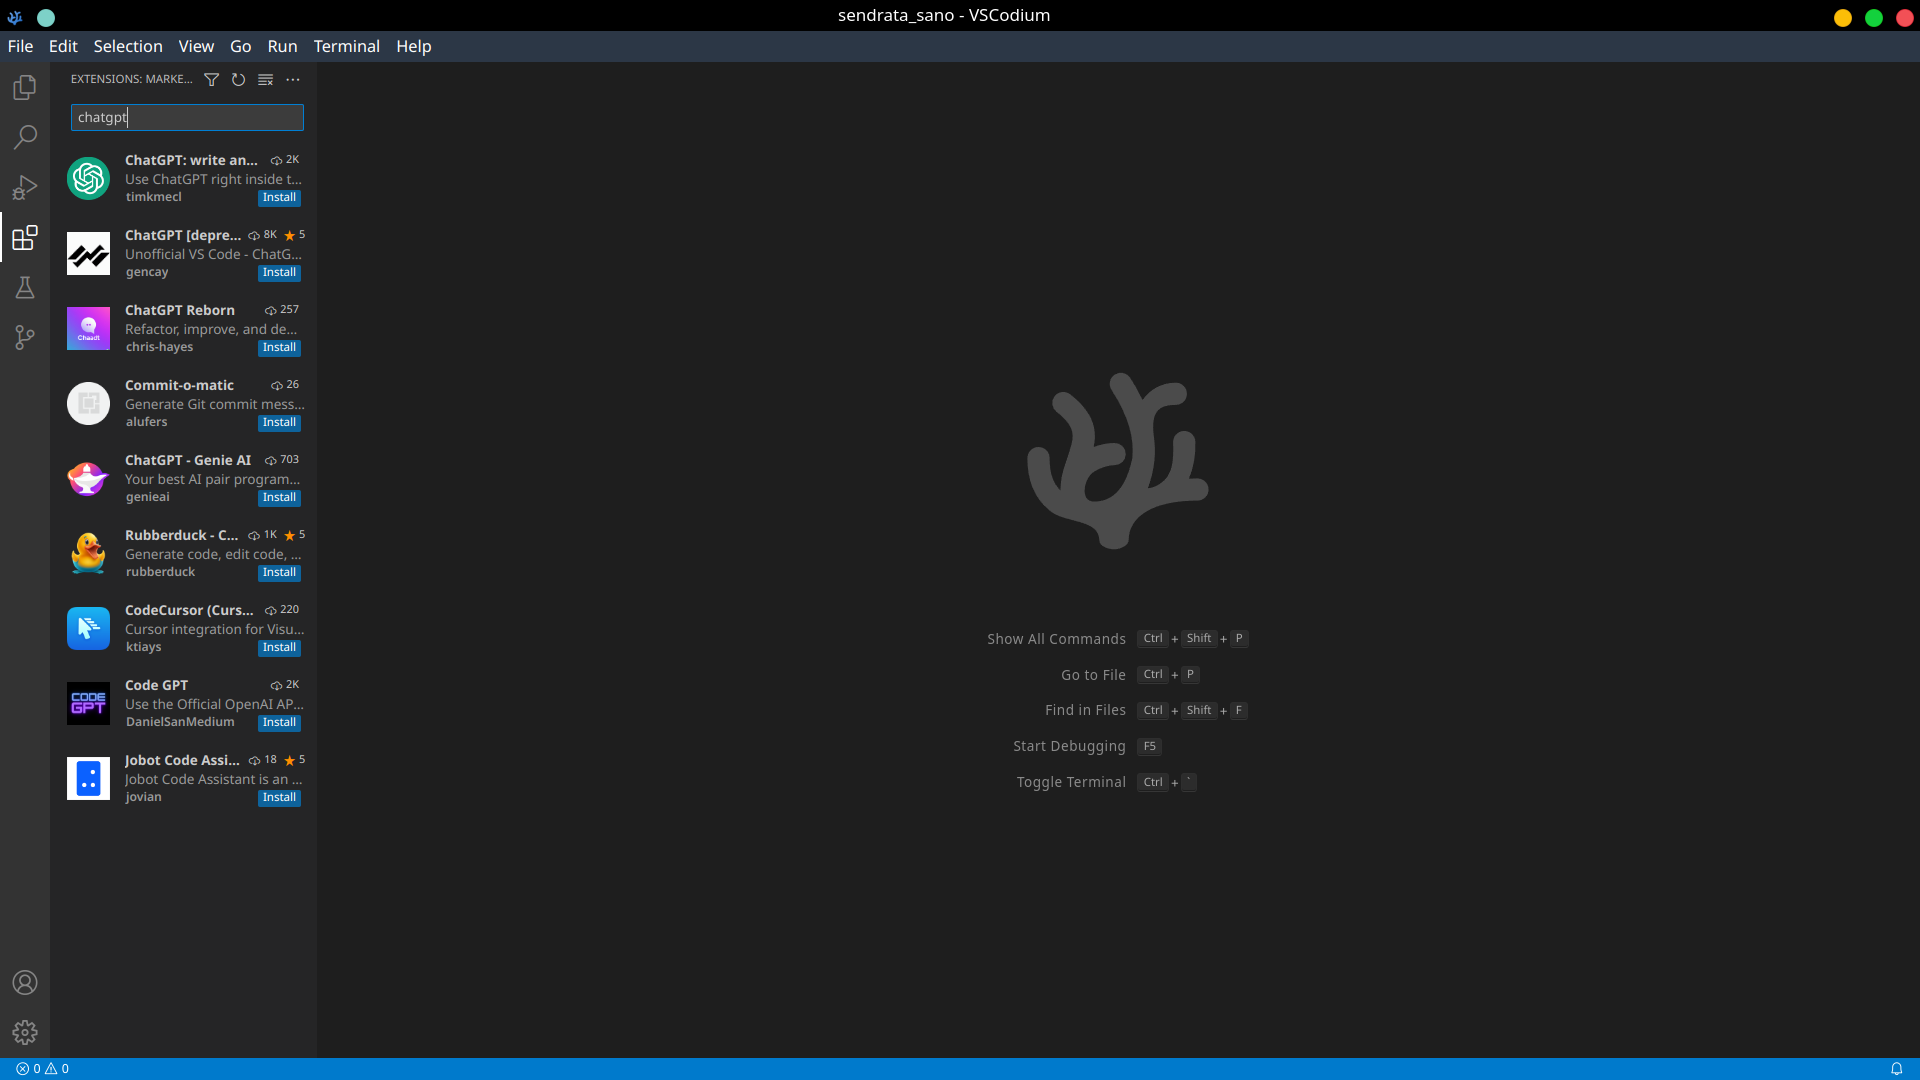 sendrata_sano - VSCodium
File Edit Selection View Go Run Terminal Help
EXTENSIONS: MARKE...
chatgpt
ChatGPT: write an... 2K
Use ChatGPT right inside t...
timkmecl Install
ChatGPT [depre... 8K ★ 5
Unofficial VS Code - ChatG...
gencay Install
Chaadt
ChatGPT Reborn 257
Refactor, improve, and de...
chris-hayes Install
Commit-o-matic 26
Generate Git commit mess...
alufers Install
ChatGPT - Genie AI 703
Your best AI pair program...
genieai Install
Rubberduck - C... 1K ★ 5
Generate code, edit code, ...
rubberduck Install
CodeCursor (Curs... 220
Cursor integration for Visu...
ktiays Install
CODE
GPT
Code GPT 2K
Use the Official OpenAI AP...
DanielSanMedium Install
Jobot Code Assi... 18 ★ 5
Jobot Code Assistant is an ...
jovian Install
Show All Commands Ctrl + Shift + P
Go to File Ctrl + P
Find in Files Ctrl + Shift + F
Start Debugging F5
Toggle Terminal Ctrl + `
0 0